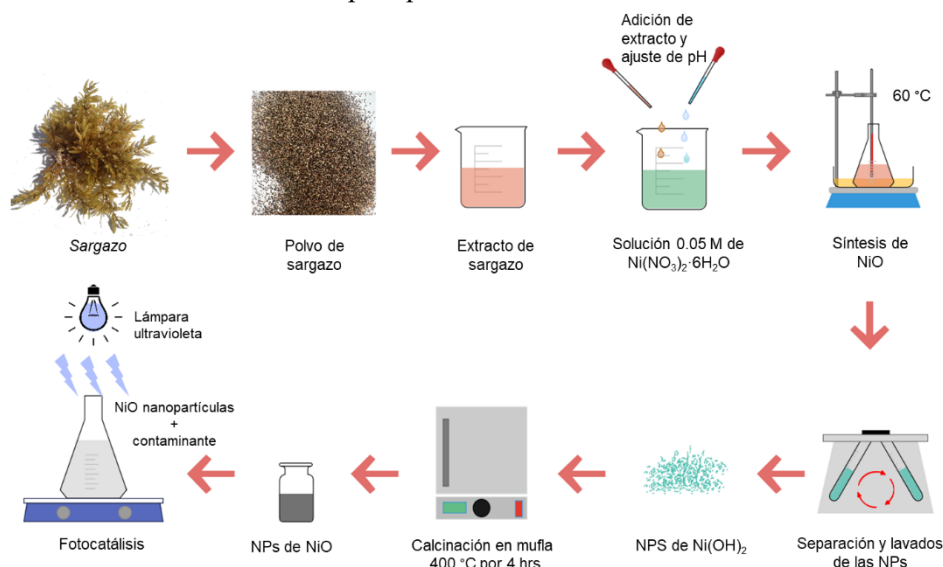 Adición de
extracto y
ajuste de pH
60 °C
Sargazo
Polvo de
sargazo
Extracto de
sargazo
Solución 0.05 M de
Ni(NO₃)₂·6H₂O
Síntesis de
NiO
Lámpara
ultravioleta
NiO nanopartículas
+
contaminante
Fotocatálisis
NPs de NiO
Calcinación en mufla
400 °C por 4 hrs
NPS de Ni(OH)₂
Separación y lavados
de las NPs